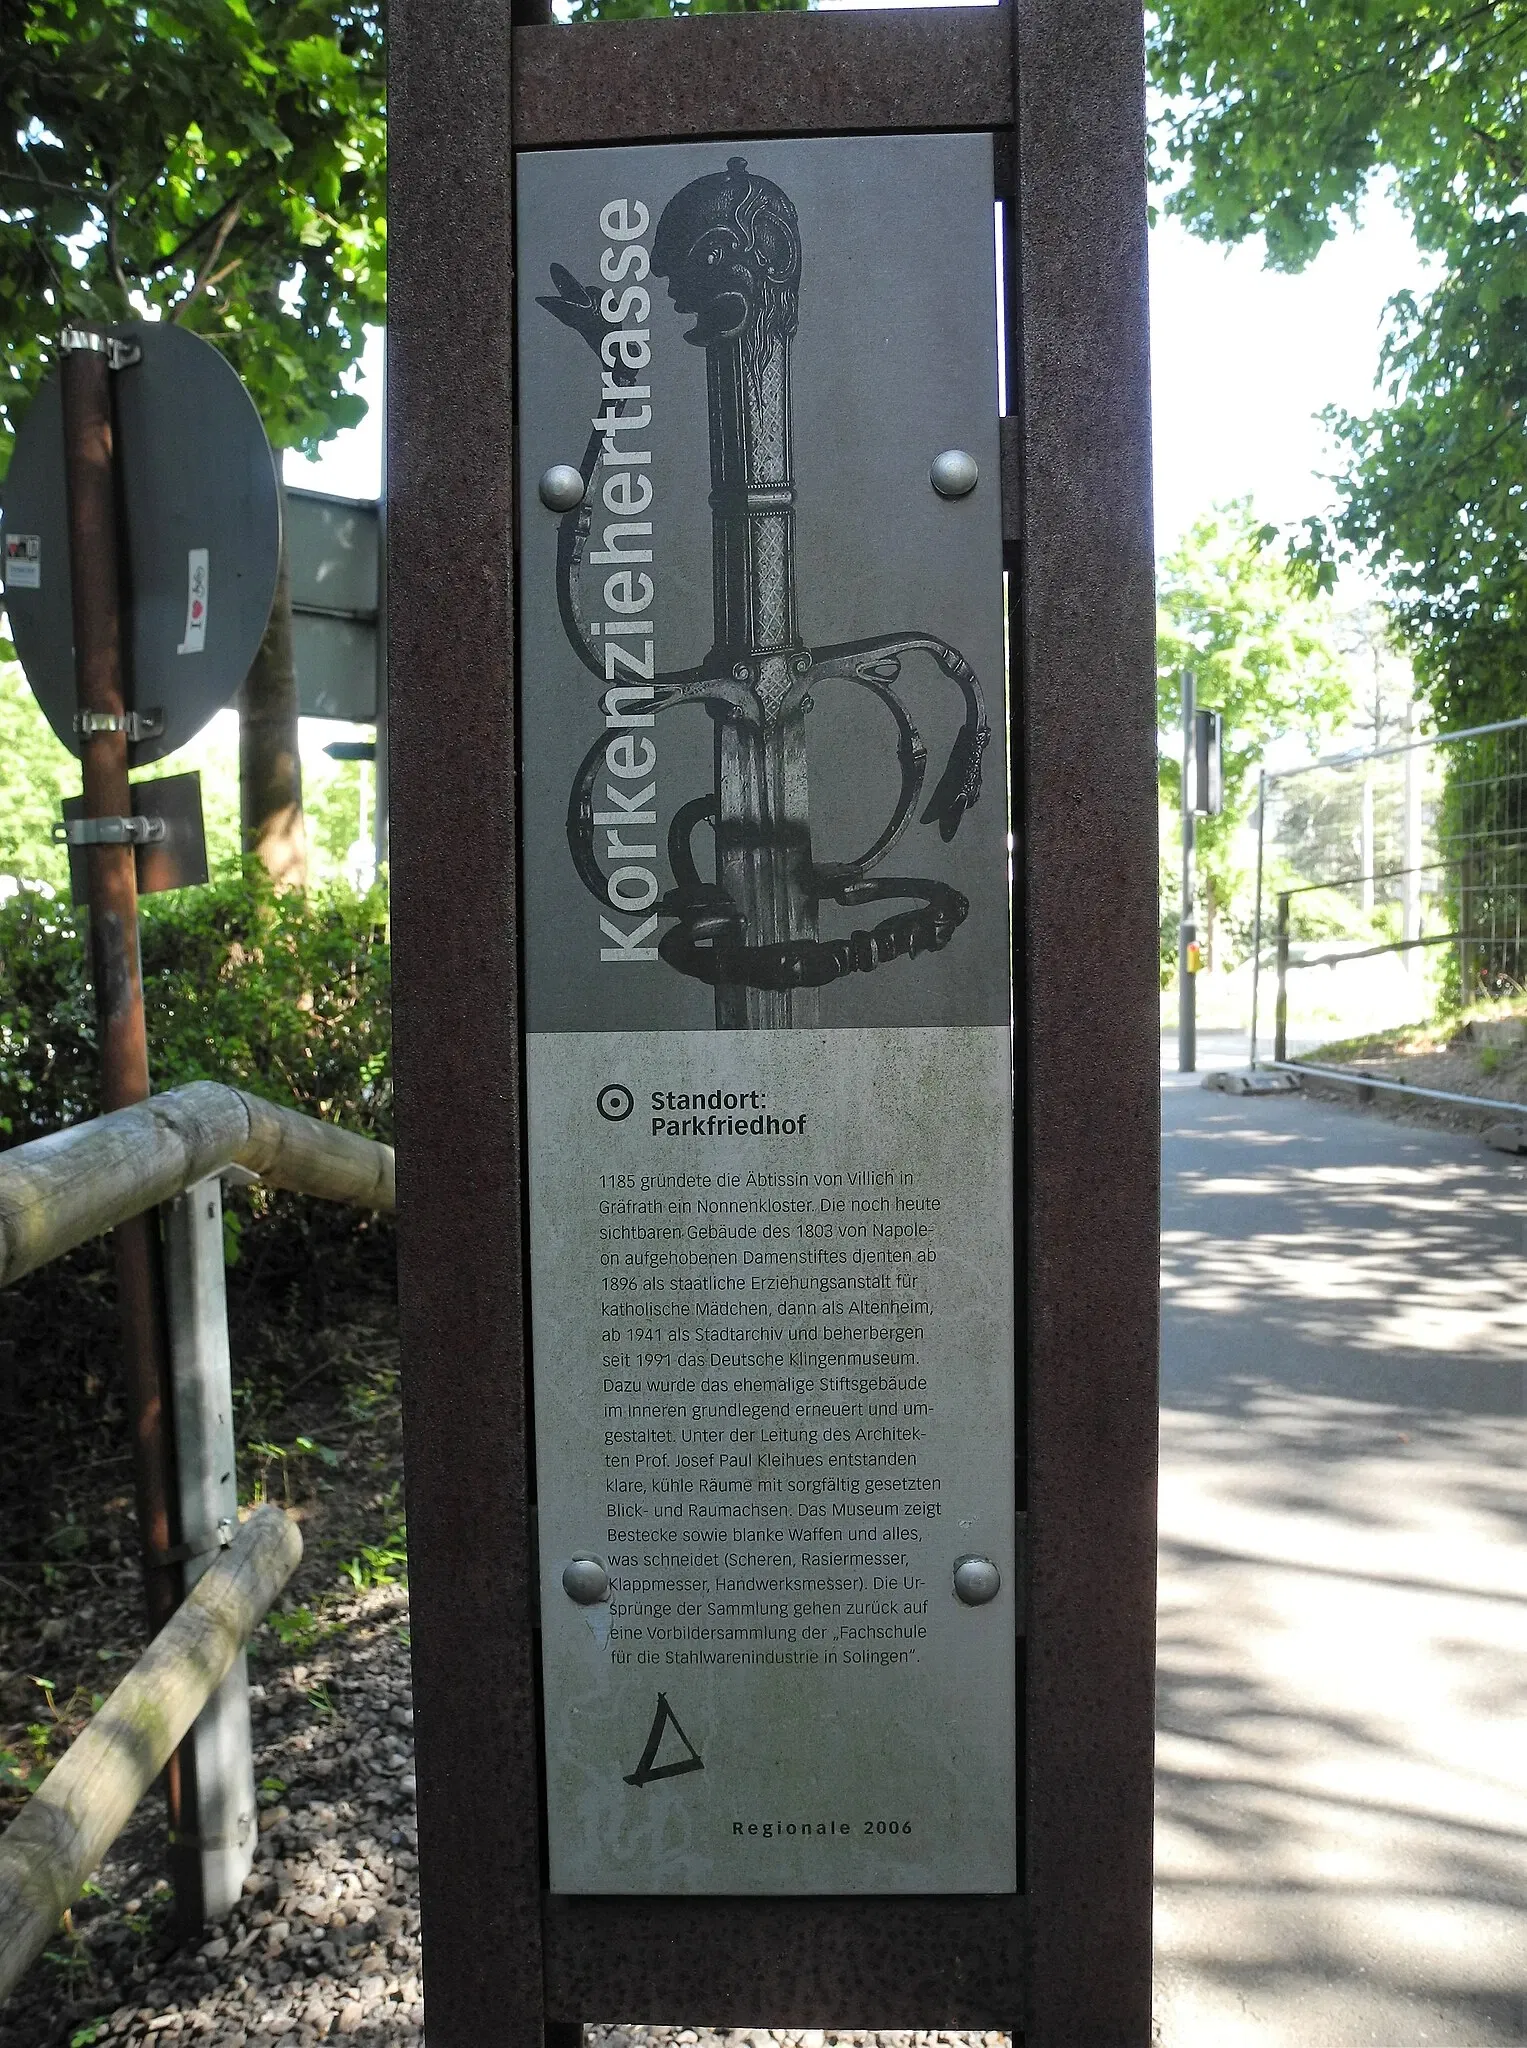 Korkenziehertrasse
Standort:
Parkfriedhof
1185 gründete die Äbtissin von Villich in
Gräfrath ein Nonnenkloster. Die noch heute
sichtbaren Gebäude des 1803 von Napole-
on aufgehobenen Damenstiftes dienten ab
1896 als staatliche Erziehungsanstalt für
katholische Mädchen, dann als Altenheim,
ab 1941 als Stadtarchiv und beherbergen
seit 1991 das Deutsche Klingenmuseum.
Dazu wurde das ehemalige Stiftsgebäude
im Inneren grundlegend erneuert und um-
gestaltet. Unter der Leitung des Architek-
ten Prof. Josef Paul Kleihues entstanden
klare, kühle Räume mit sorgfältig gesetzten
Blick- und Raumachsen. Das Museum zeigt
Bestecke sowie blanke Waffen und alles,
was schneidet (Scheren, Rasiermesser,
Klappmesser, Handwerksmesser). Die Ur-
sprünge der Sammlung gehen zurück auf
eine Vorbildersammlung der „Fachschule
für die Stahlwarenindustrie in Solingen“.
Regionale 2006
I